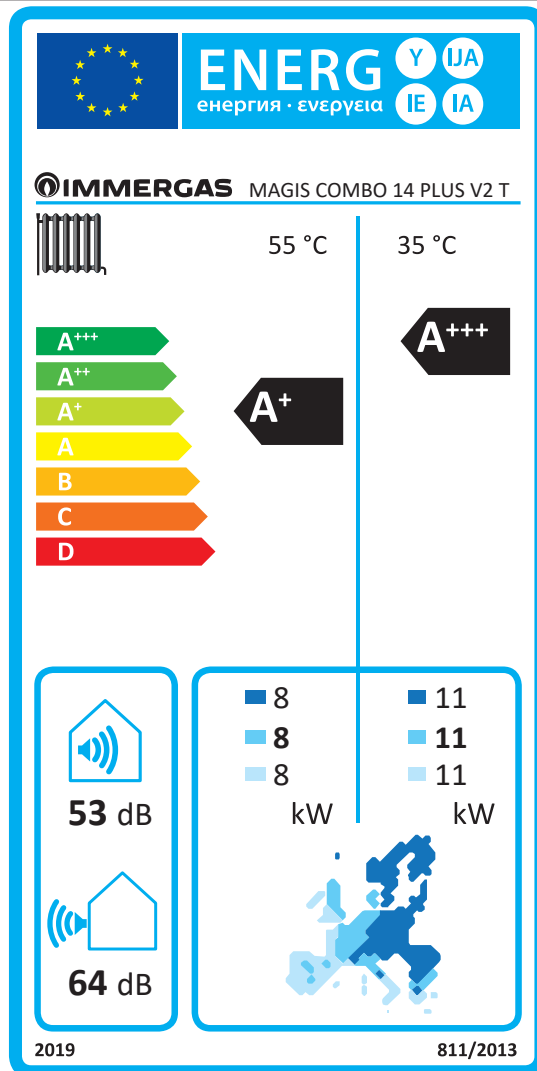 ENERG Y IJA
енергия · ενεργεια IE IA
IMMERGAS MAGIS COMBO 14 PLUS V2 T
55 °C 35 °C
A+++
A+++
A++
A+
A+
A
B
C
D
8 11
8 11
8 11
kW kW
53 dB
64 dB
2019 811/2013